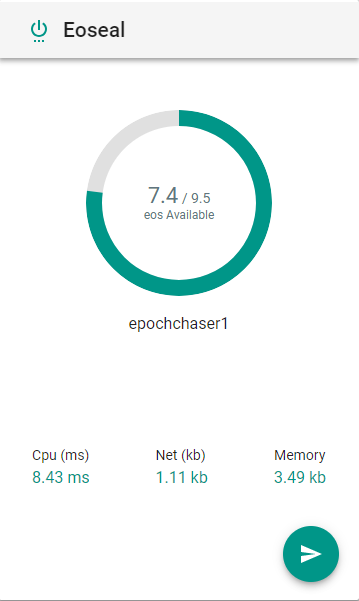 Eoseal
7.4 / 9.5
eos Available
epochchaser1
Cpu (ms) Net (kb) Memory
8.43 ms 1.11 kb 3.49 kb